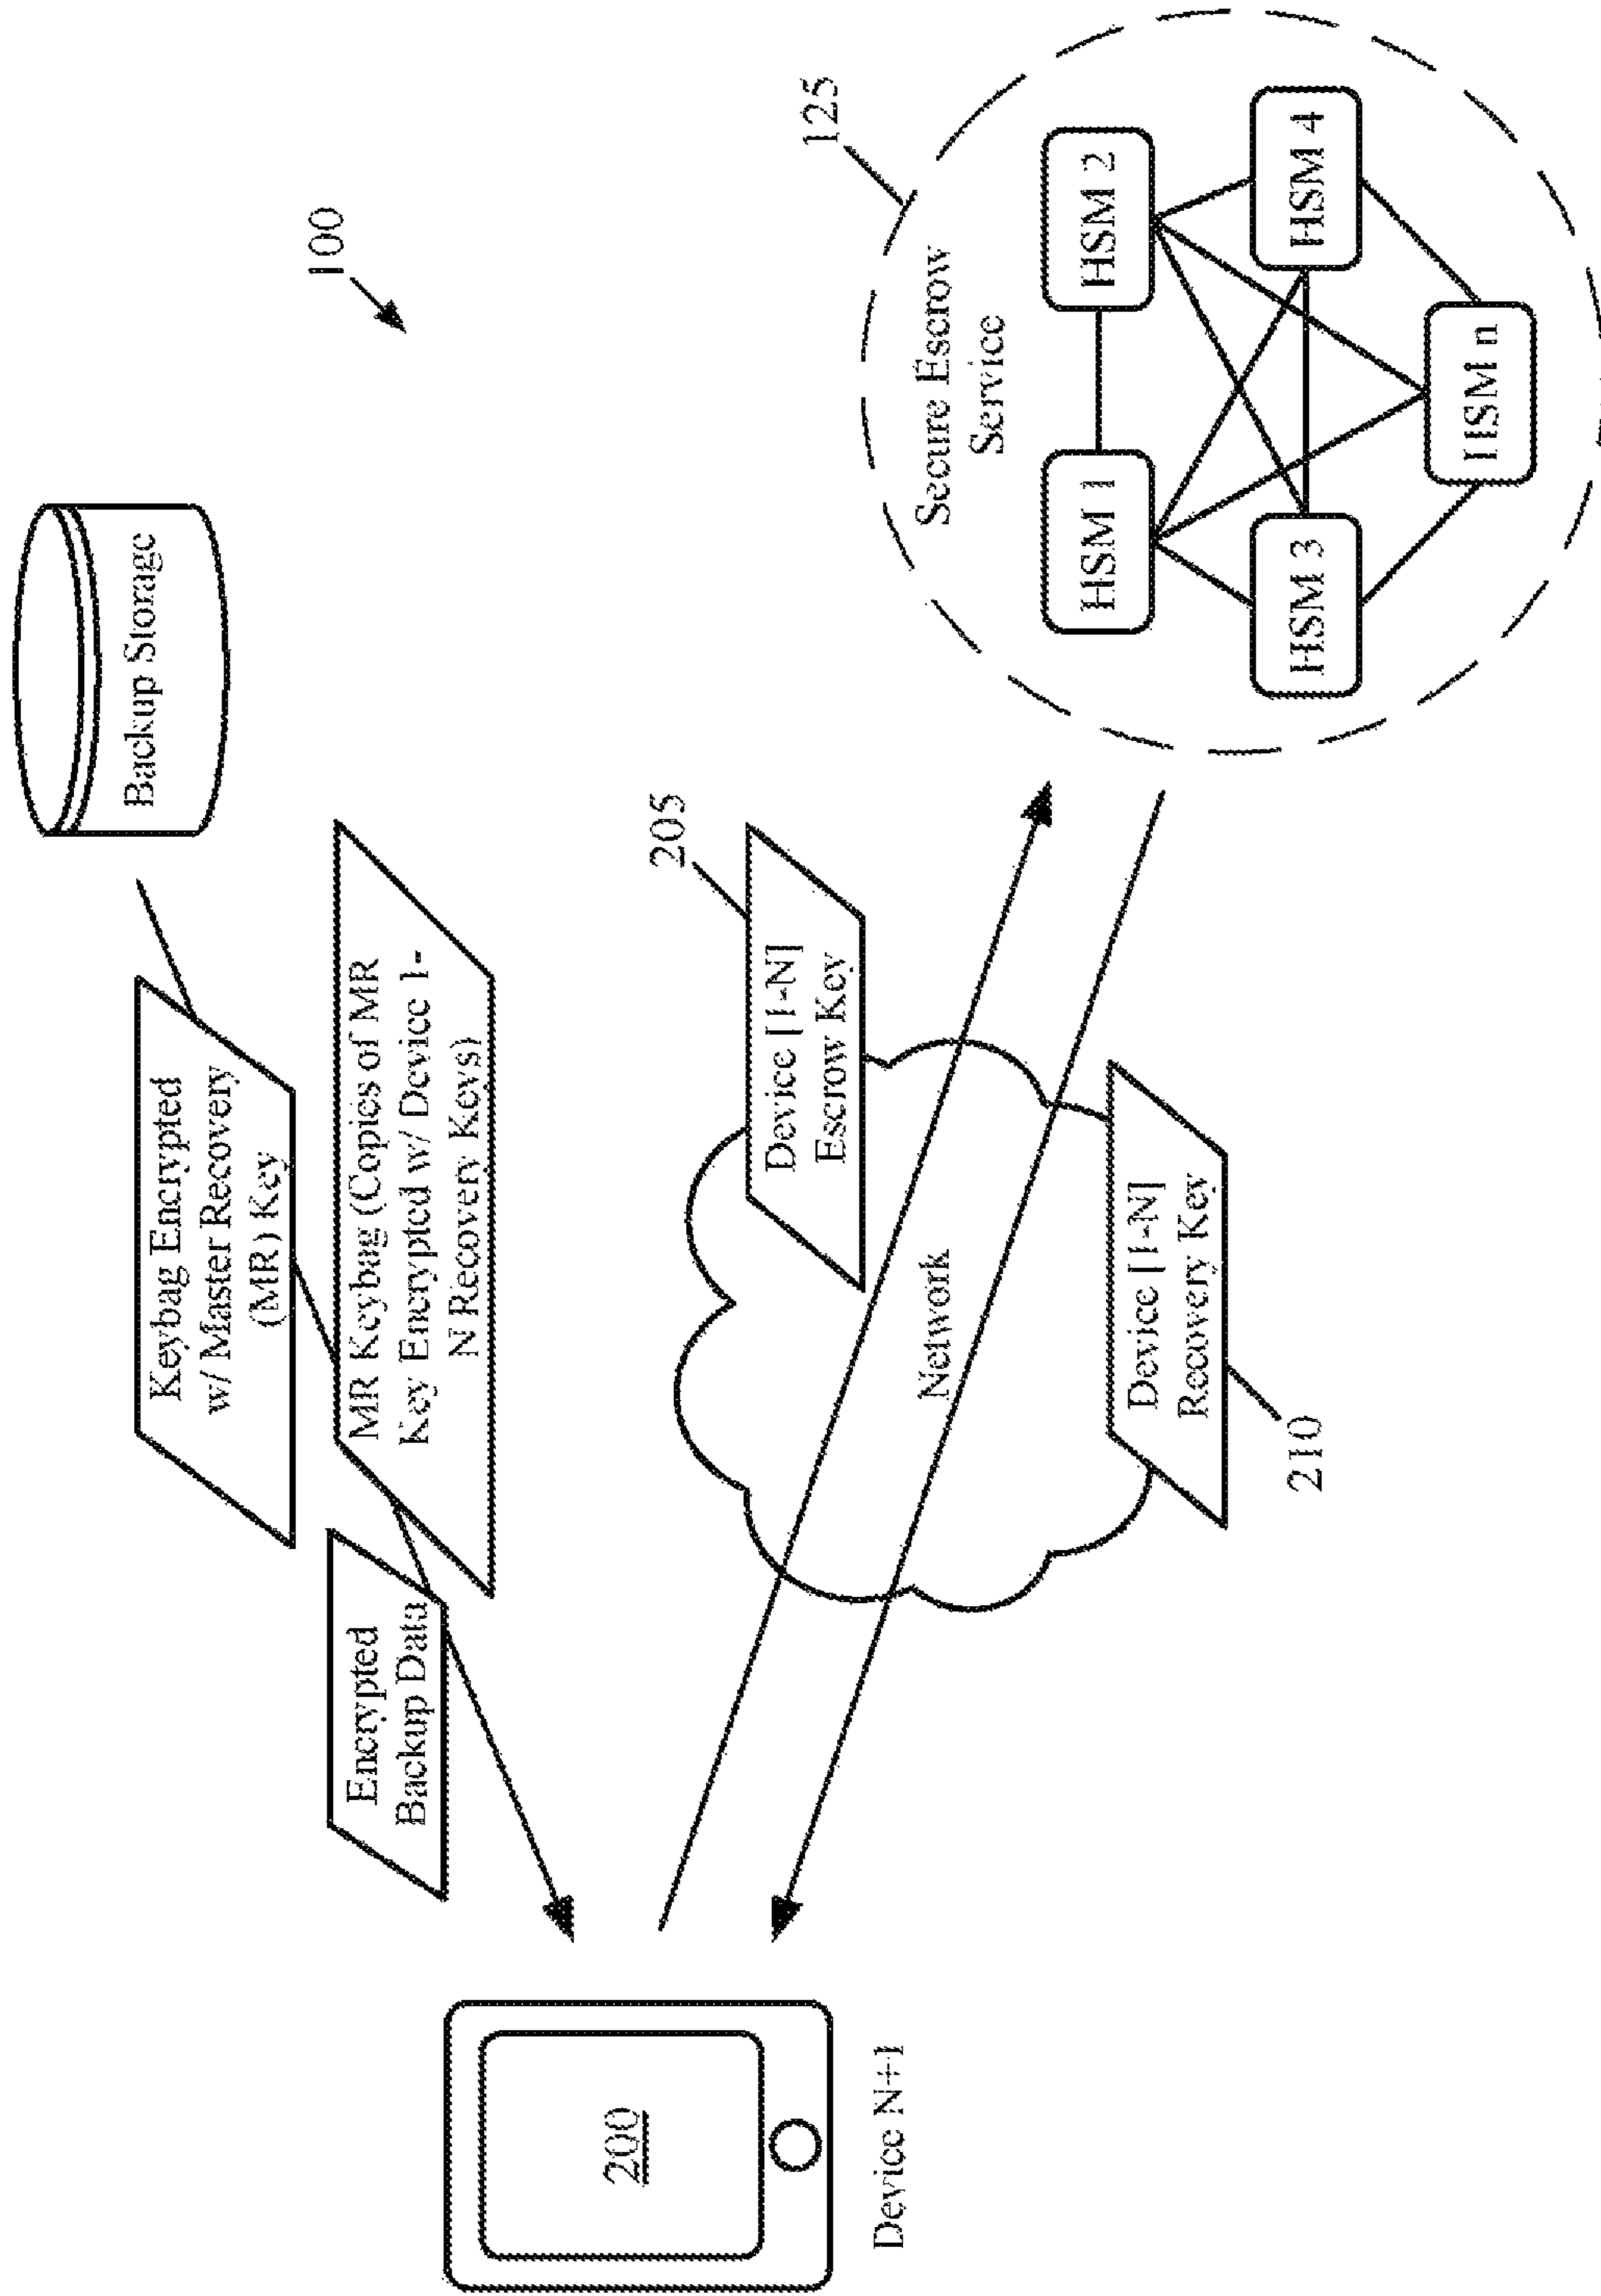 100
Backup Storage
Keybag Encrypted
w/ Master Recovery
(MR) Key
MR Keybag (Copies of MR
Key Encrypted w/ Device 1-
N Recovery Keys)
Encrypted
Backup Data
200
Device N+1
205
Device [1-N]
Escrow Key
Network
Device [1-N]
Recovery Key
210
125
Secure Escrow
Service
HSM 1
HSM 2
HSM 3
HSM 4
HSM n